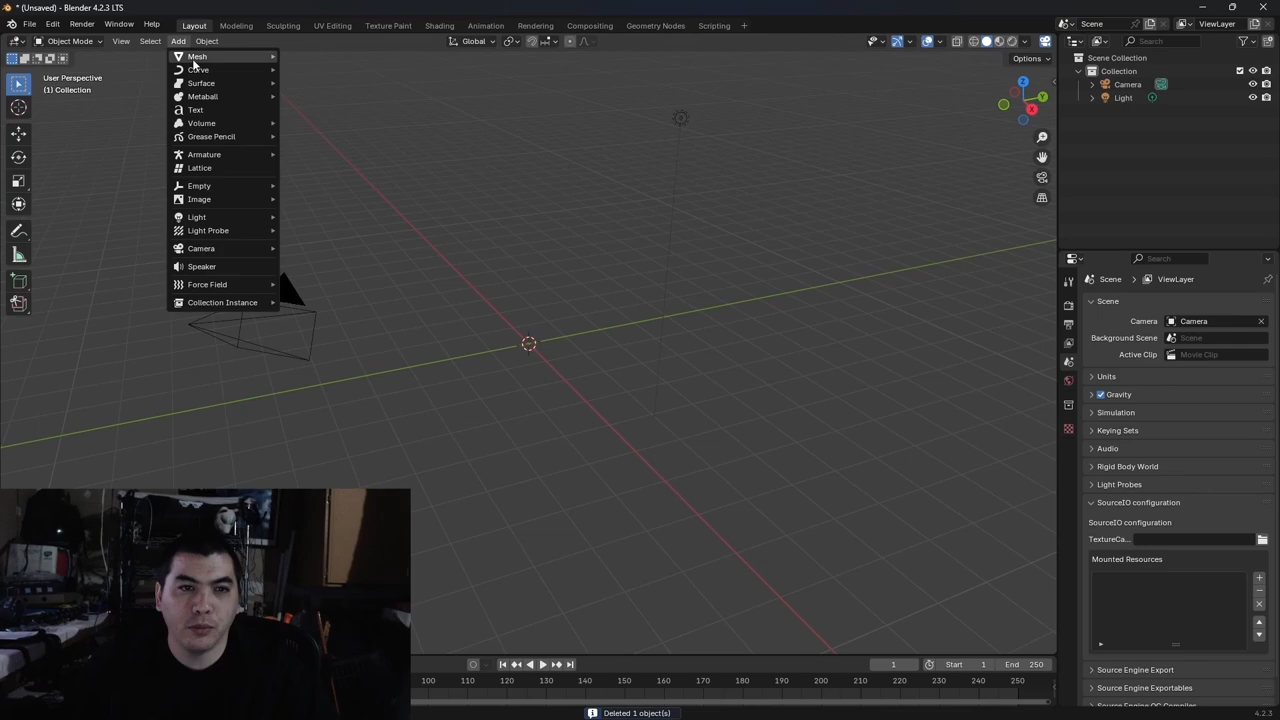 * (Unsaved) - Blender 4.2.3 LTS
File Edit Render Window Help Layout Modeling Sculpting UV Editing Texture Paint Shading Animation Rendering Compositing Geometry Nodes Scripting + Scene ViewLayer
Object Mode View Select Add Object Global Search
Options
User Perspective
(1) Collection
Mesh
Curve
Surface
Metaball
Text
Volume
Grease Pencil
Armature
Lattice
Empty
Image
Light
Light Probe
Camera
Speaker
Force Field
Collection Instance
Z
Y
X
Scene Collection
Collection
Camera
Light
Search
Scene ViewLayer
Scene
Camera Camera
Background Scene Scene
Active Clip Movie Clip
Units
Gravity
Simulation
Keying Sets
Audio
Rigid Body World
Light Probes
SourceIO configuration
SourceIO configuration
TextureCa...
Mounted Resources
Source Engine Export
Source Engine Exportables
1 Start 1 End 250
100 110 120 130 140 150 160 170 180 190 200 210 220 230 240 250
Deleted 1 object(s)
4.2.3